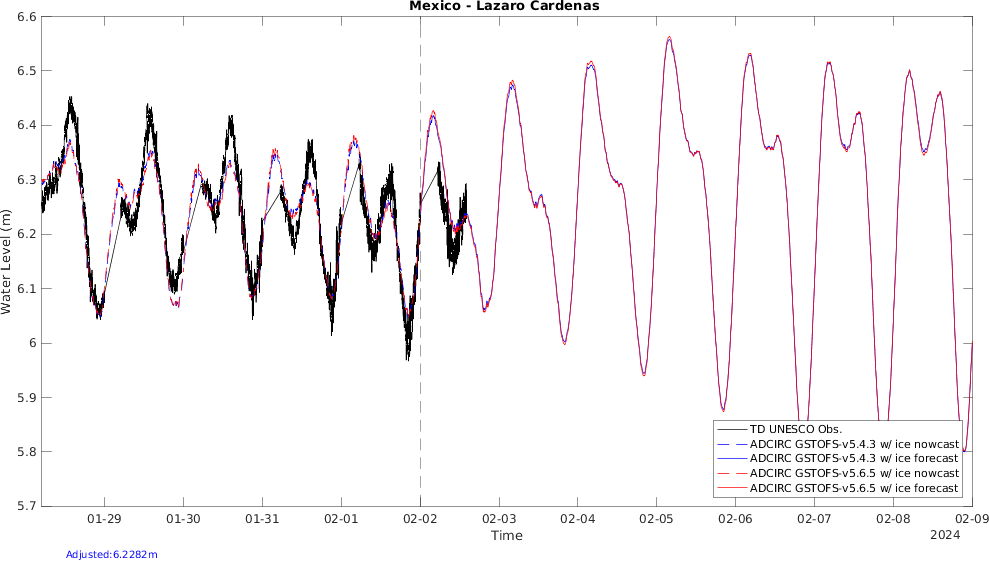 Mexico - Lazaro Cardenas
6.6
6.5
6.4
6.3
6.2
6.1
6
5.9
5.8
5.7
Water Level (m)
TD UNESCO Obs.
ADCIRC GSTOFS-v5.4.3 w/ ice nowcast
ADCIRC GSTOFS-v5.4.3 w/ ice forecast
ADCIRC GSTOFS-v5.6.5 w/ ice nowcast
ADCIRC GSTOFS-v5.6.5 w/ ice forecast
01-29 01-30 01-31 02-01 02-02 02-03 02-04 02-05 02-06 02-07 02-08 02-09
Time
2024
Adjusted:6.2282m